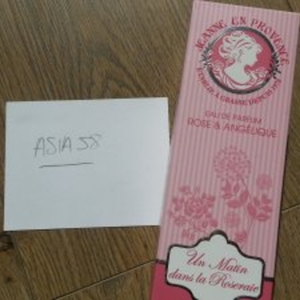 ASIA 58
JEANNE EN PROVENCE
EAU DE PARFUM
ROSE & ANGÉLIQUE
Un Matin
dans la Roseraie